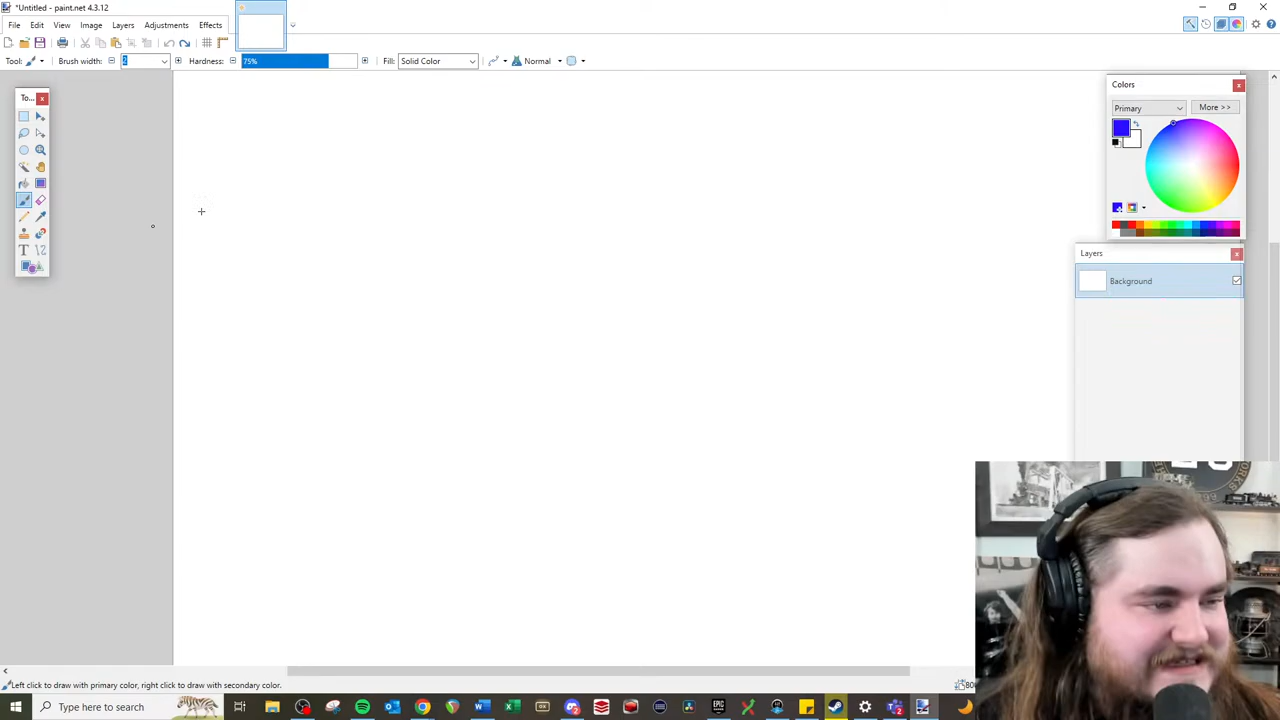 *Untitled - paint.net 4.3.12
File Edit View Image Layers Adjustments Effects
Tool: Brush width: 2 Hardness: 75% Fill: Solid Color Normal
To...
Colors
Primary More >>
Layers
Background
Left click to draw with primary color, right click to draw with secondary color.
Type here to search